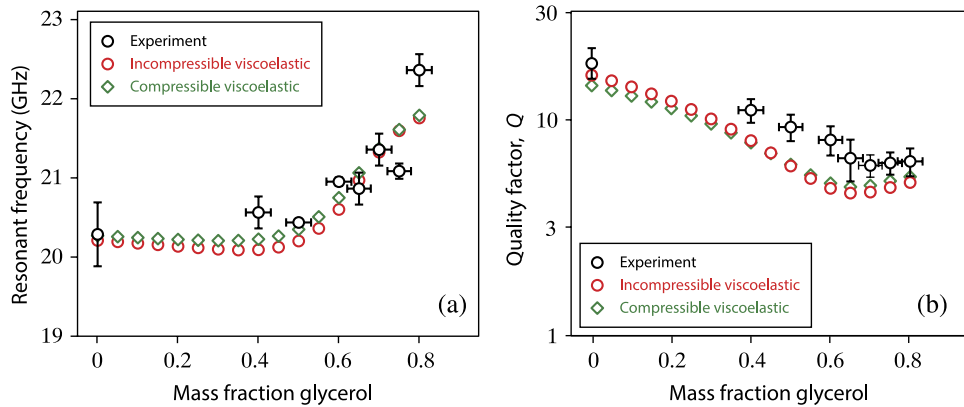 23
22
21
20
19
Resonant frequency (GHz)
Experiment
Incompressible viscoelastic
Compressible viscoelastic
(a)
0
0.2
0.4
0.6
0.8
Mass fraction glycerol
30
10
3
1
Quality factor, Q
Experiment
Incompressible viscoelastic
Compressible viscoelastic
(b)
0
0.2
0.4
0.6
0.8
Mass fraction glycerol